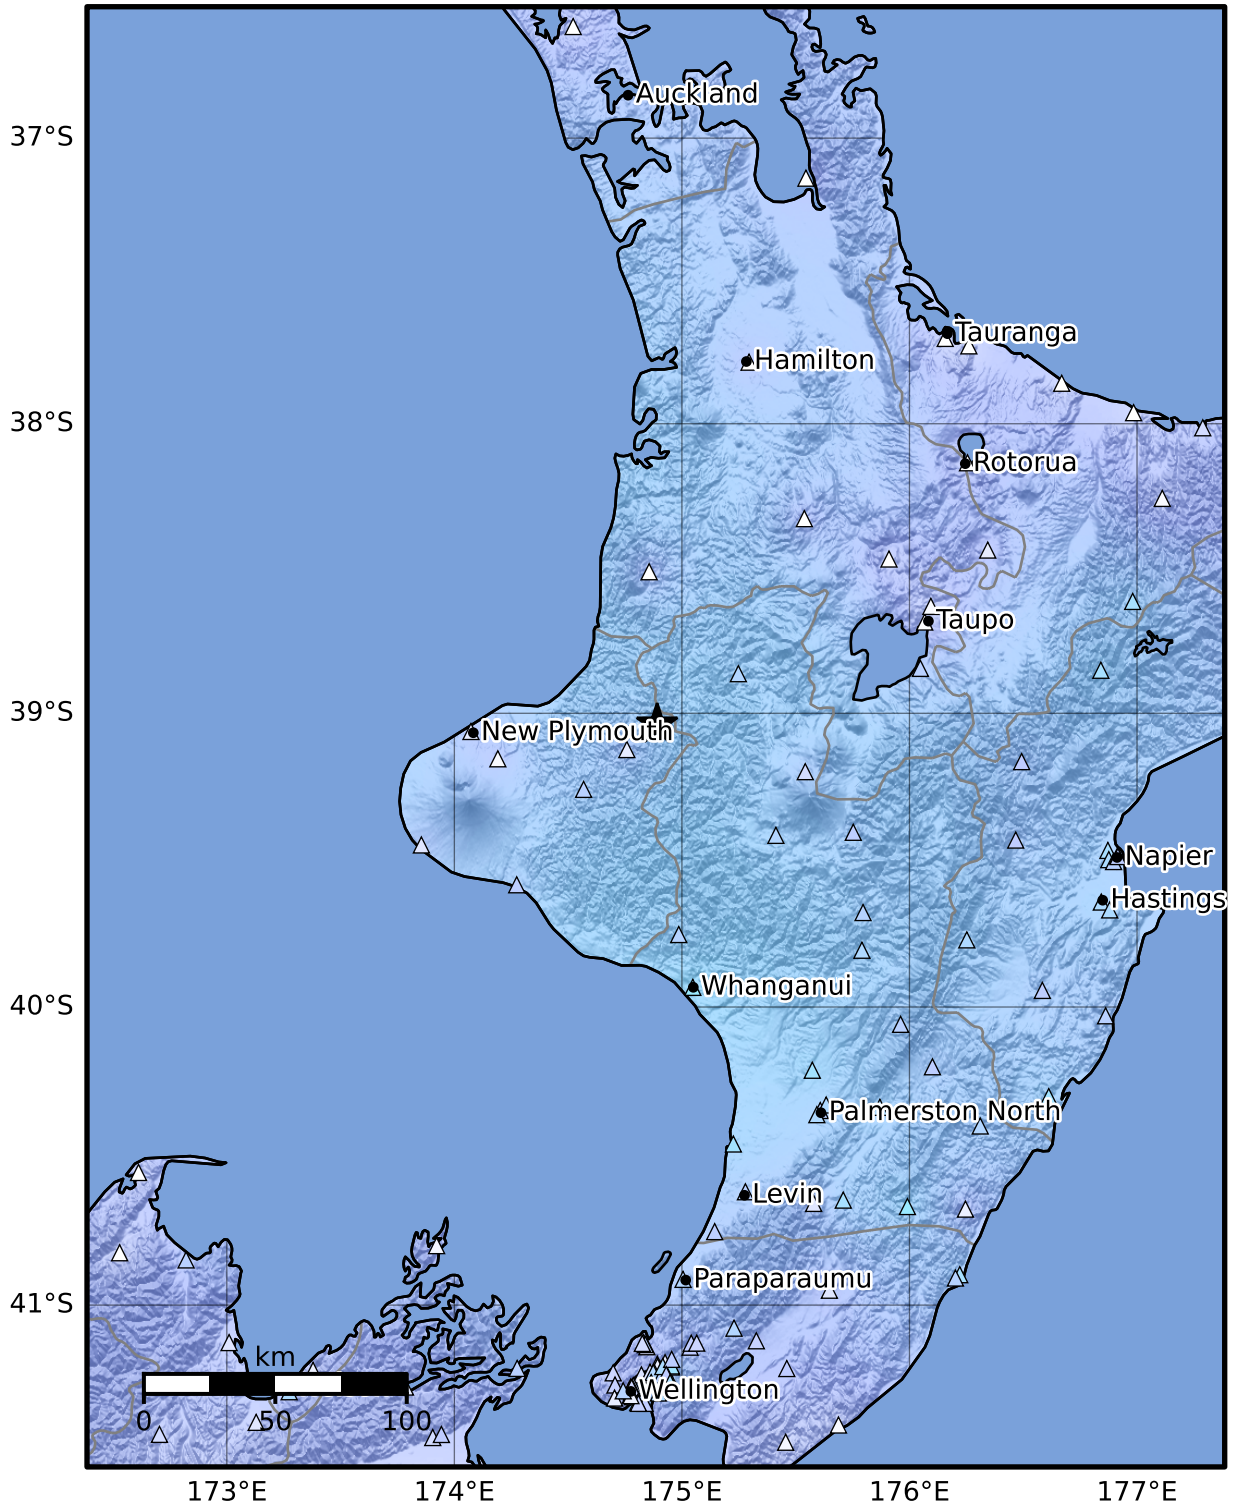 Auckland
37°S
Tauranga
Hamilton
38°S
Rotorua
Taupo
39°S
New Plymouth
Napier
Hastings
Whanganui
40°S
Palmerston North
Levin
Paraparaumu
41°S
km
Wellington
0 50 100
173°E 174°E 175°E 176°E 177°E